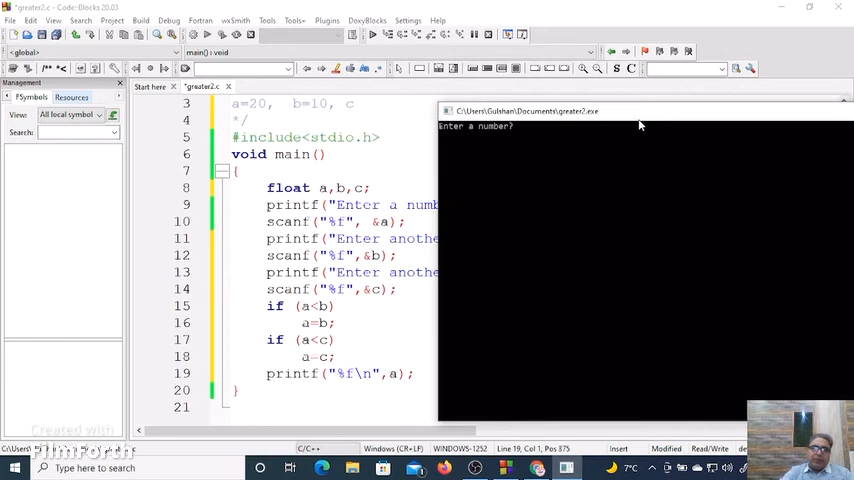 *greater2.c - Code::Blocks 20.03
File Edit View Search Project Build Debug Fortran wxSmith Tools Tools+ Plugins DoxyBlocks Settings Help
<global> main() : void
/** *< S C
Management
FSymbols Resources
View: All local symbols
Search:
Start here *greater2.c
3 a=20, b=10, c
4 */
5 #include<stdio.h>
6 void main()
7 {
8 float a,b,c;
9 printf("Enter a numb
10 scanf("%f", &a);
11 printf("Enter anothe
12 scanf("%f",&b);
13 printf("Enter anothe
14 scanf("%f",&c);
15 if (a<b)
16 a=b;
17 if (a<c)
18 a=c;
19 printf("%f\n",a);
20 }
21
C:\Users\Gulshan\Documents\greater2.exe
Enter a number?
Created with
FilmForth
C/C++ Windows (CR+LF) WINDOWS-1252 Line 19, Col 1, Pos 375 Insert Modified Read/Write
Type here to search
7°C